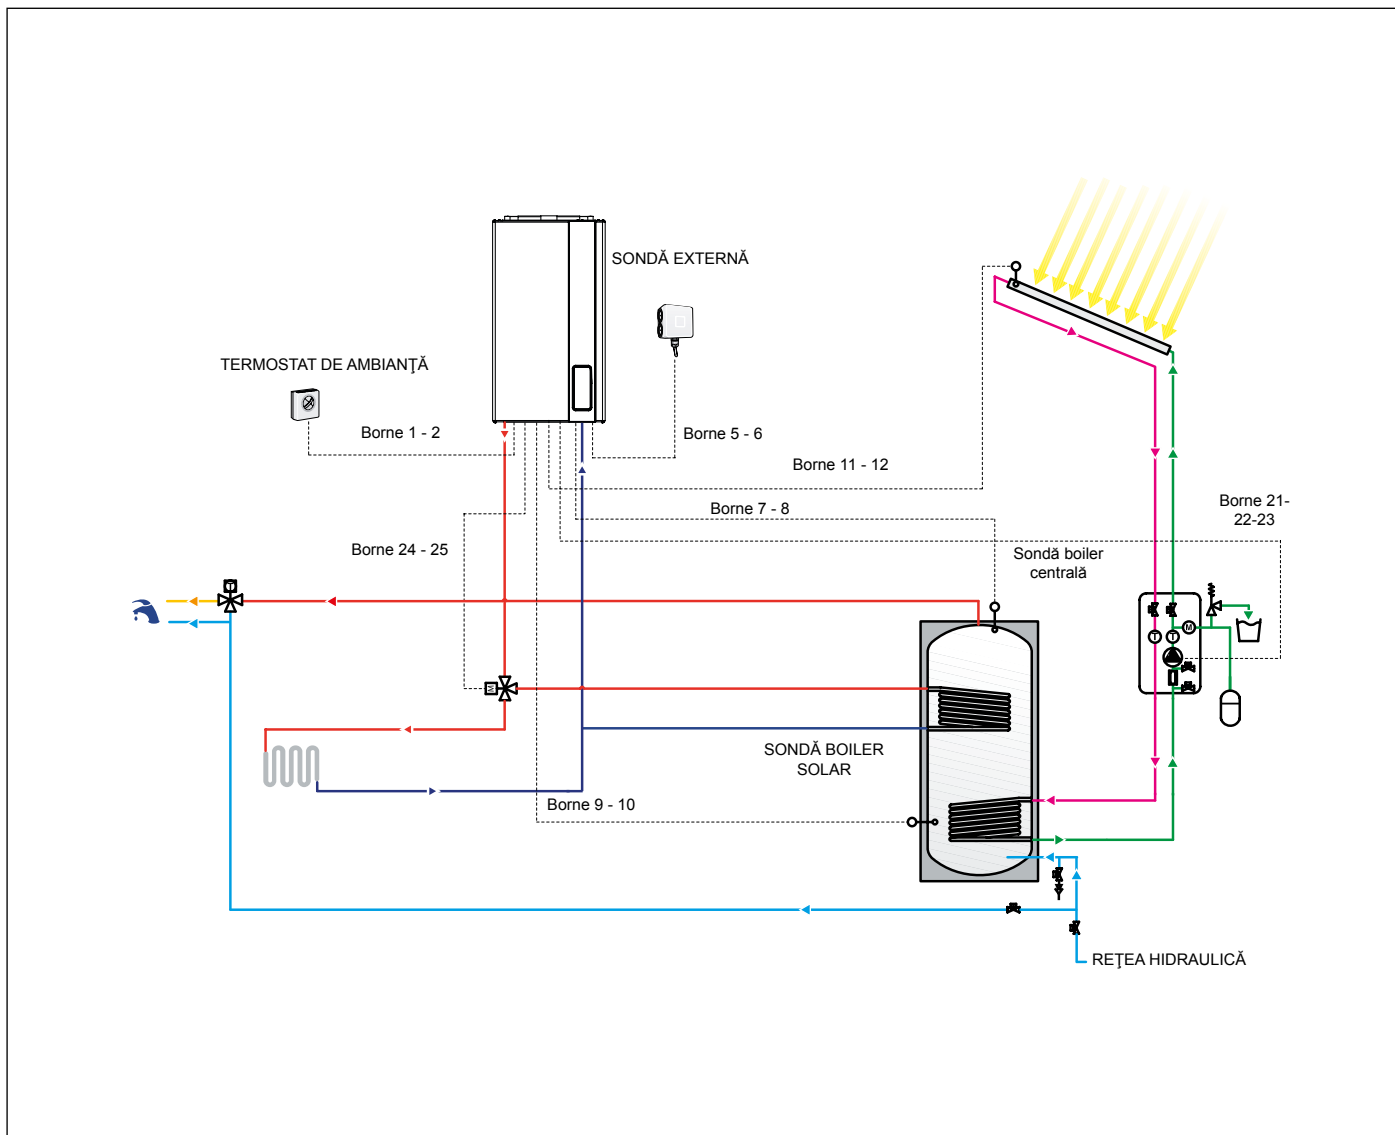 SONDĂ EXTERNĂ
TERMOSTAT DE AMBIANŢĂ
Borne 1 - 2
Borne 5 - 6
Borne 11 - 12
Borne 7 - 8
Borne 21-
22-23
Borne 24 - 25
Sondă boiler
centrală
T
M
T
T
M
SONDĂ BOILER
SOLAR
Borne 9 - 10
REŢEA HIDRAULICĂ